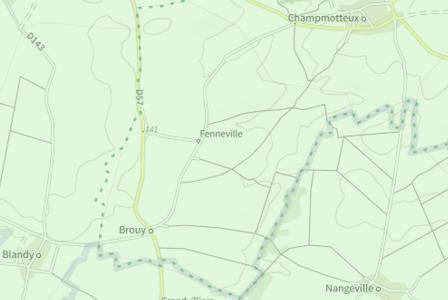 Champmotteux
D143
D57
141
Fenneville
Brouy
Blandy
Nangeville